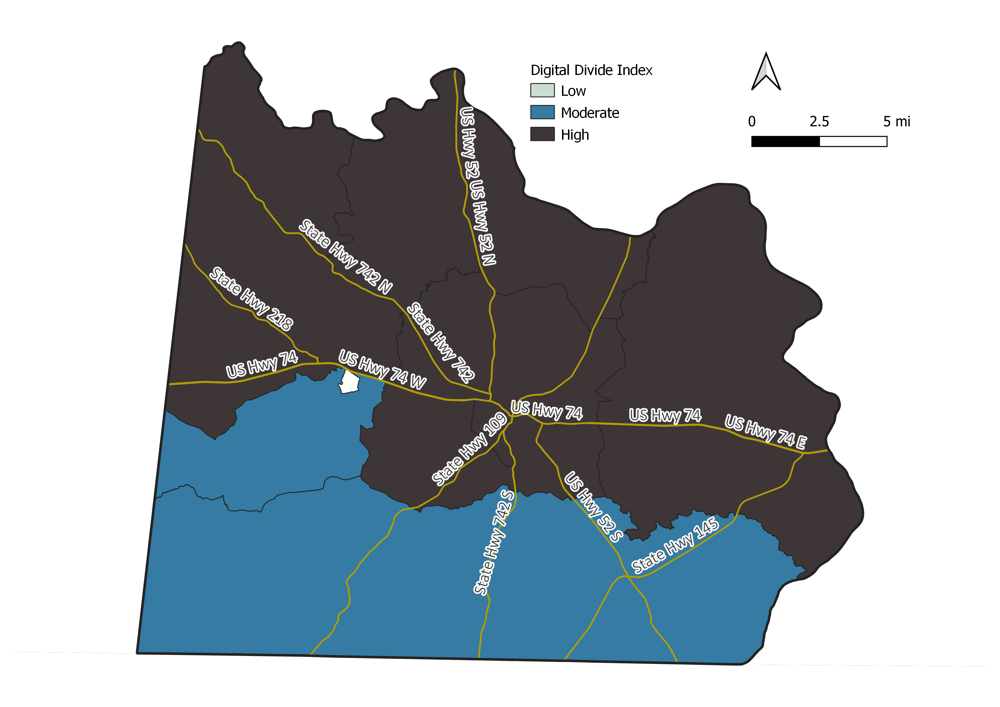 Digital Divide Index
Low
Moderate
High
0 2.5 5 mi
US Hwy 52
US Hwy 52 N
State Hwy 742 N
State Hwy 218
State Hwy 742
US Hwy 74
US Hwy 74 W
US Hwy 74
US Hwy 74
US Hwy 74 E
State Hwy 109
US Hwy 52 S
State Hwy 742 S
State Hwy 145